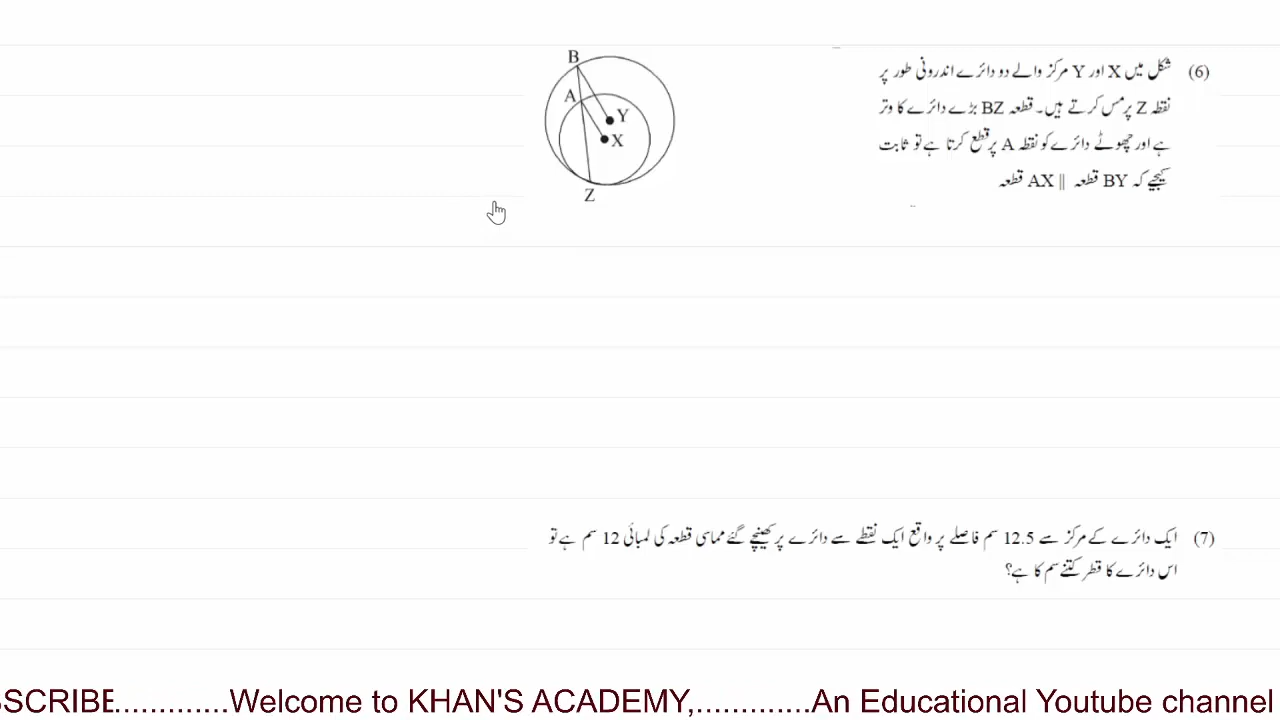 (6) شکل میں X اور Y مرکز والے دو دائرے اندرونی طور پر
نقطہ Z پر مس کرتے ہیں۔ قطعہ BZ بڑے دائرے کا وتر
ہے اور چھوٹے دائرے کو نقطہ A پر قطع کرتا ہے تو ثابت
کیجیے کہ قطعہ BY || قطعہ AX
B
A
Y
X
Z
(7) ایک دائرے کے مرکز سے 12.5 سم فاصلے پر واقع ایک نقطے سے دائرے پر کھینچے گئے مماسی قطعہ کی لمبائی 12 سم ہے تو
اس دائرے کا قطر کتنے سم کا ہے؟
SCRIBE.............Welcome to KHAN'S ACADEMY,.............An Educational Youtube channel